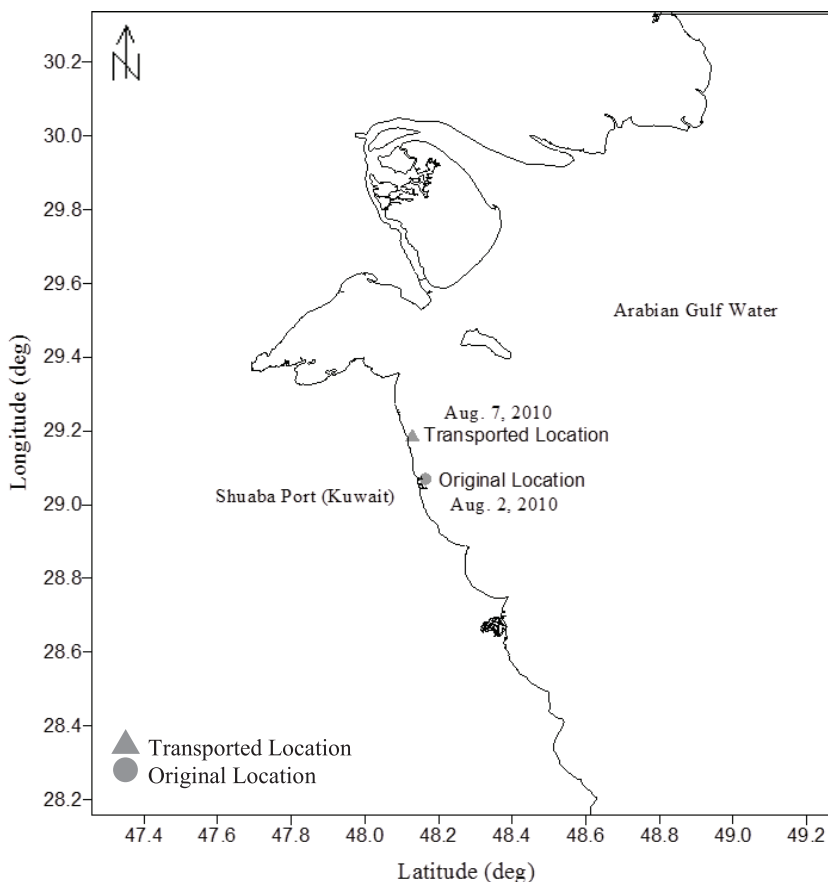 N
30.2
30.0
29.8
29.6
29.4
29.2
29.0
28.8
28.6
28.4
28.2
Longitude (deg)
Arabian Gulf Water
Aug. 7, 2010
Transported Location
Original Location
Shuaba Port (Kuwait)
Aug. 2, 2010
Transported Location
Original Location
47.4 47.6 47.8 48.0 48.2 48.4 48.6 48.8 49.0 49.2
Latitude (deg)